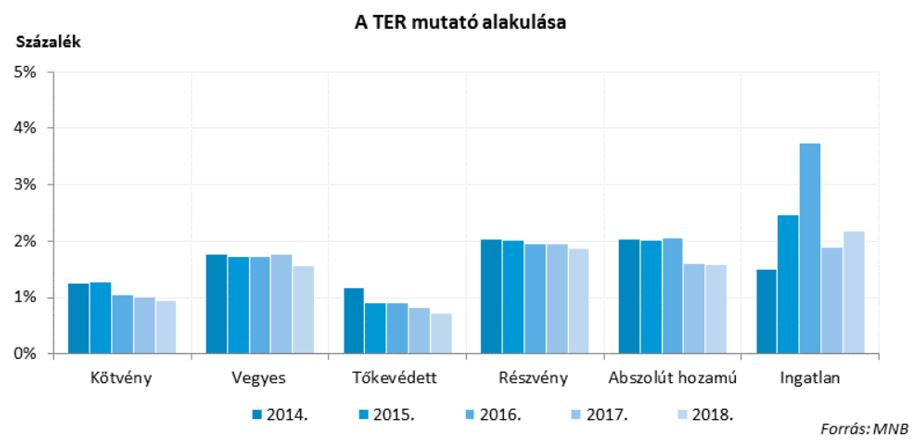 A TER mutató alakulása
Százalék
5%
4%
3%
2%
1%
0%
Kötvény Vegyes Tőkevédett Részvény Abszolút hozamú Ingatlan
2014. 2015. 2016. 2017. 2018.
Forrás: MNB